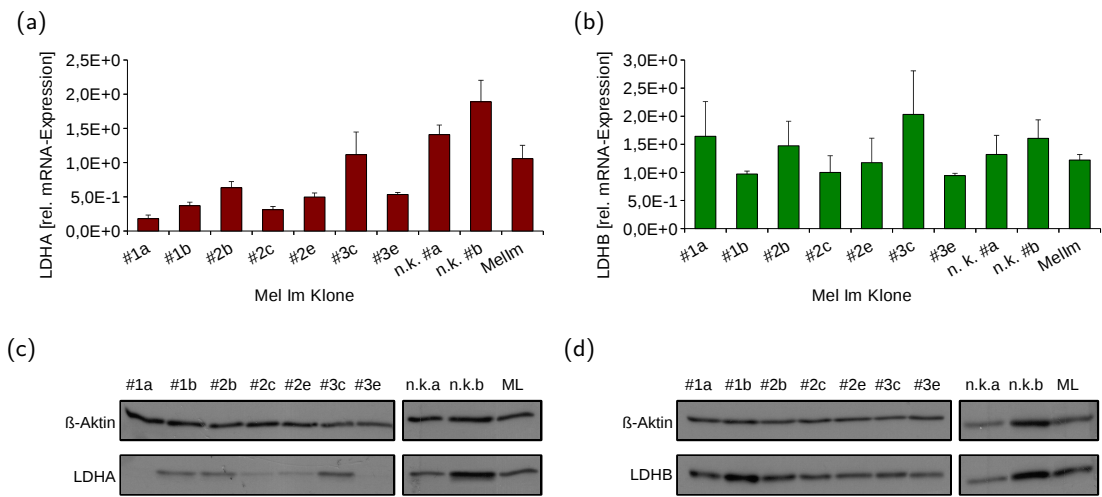 (a)
LDHA [rel. mRNA-Expression]
2,5E+0
2,0E+0
1,5E+0
1,0E+0
5,0E-1
0,0E+0
#1a #1b #2b #2c #2e #3c #3e n.k. #a n.k. #b MelIm
Mel Im Klone
(b)
LDHB [rel. mRNA-Expression]
3,0E+0
2,5E+0
2,0E+0
1,5E+0
1,0E+0
5,0E-1
0,0E+0
#1a #1b #2b #2c #2e #3c #3e n. k. #a n.k. #b MelIm
Mel Im Klone
(c)
#1a #1b #2b #2c #2e #3c #3e n.k.a n.k.b ML
ß-Aktin
LDHA
(d)
#1a #1b #2b #2c #2e #3c #3e n.k.a n.k.b ML
ß-Aktin
LDHB